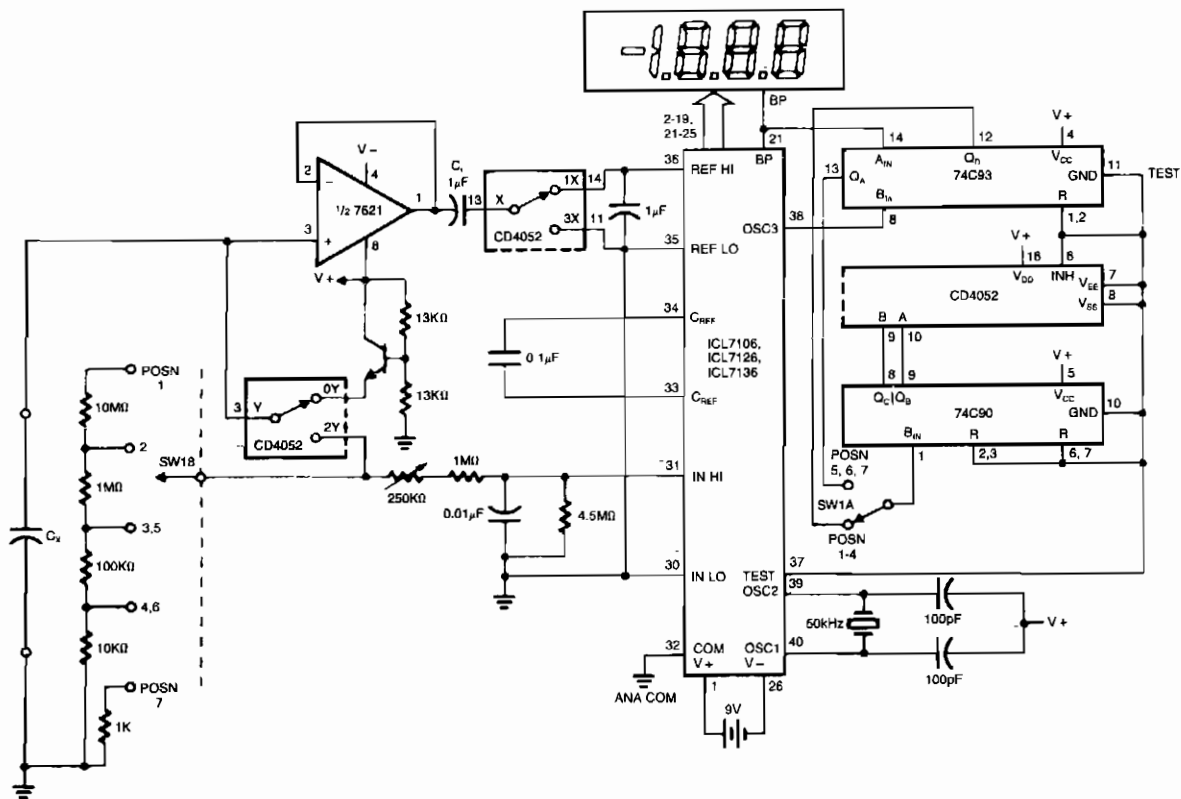 -1.8.8.8
BP
2-19,
21-25
21
BP
V-
2
4
−
½ 7621
1
3
+
8
V+
C₁
1µF
13
X
1X
14
3X
11
CD4052
1µF
36
REF HI
35
REF LO
34
CREF
33
CREF
0 1µF
ICL7106,
ICL7126,
ICL7136
OSC3
38
14
12
V+
4
13
AIN
QD
VCC
11
TEST
QA
GND
BIA
R
8
1,2
V+
16
6
VDD
INH
VEE
7
VSS
8
CD4052
B
A
9
10
8
9
V+
5
QC
QB
VCC
74C93
74C90
GND
10
BIN
R
R
1
2,3
6, 7
POSN
5, 6, 7
SW1A
POSN
1-4
13KΩ
13KΩ
3
Y
0Y
2Y
CD4052
POSN
1
10MΩ
2
SW18
1MΩ
3,5
100KΩ
4,6
10KΩ
POSN
7
1K
CX
250KΩ
1MΩ
0.01µF
4.5MΩ
31
IN HI
30
IN LO
TEST
37
OSC2
39
50kHz
100pF
V+
OSC1
40
100pF
32
COM
V+
V−
ANA COM
1
26
9V